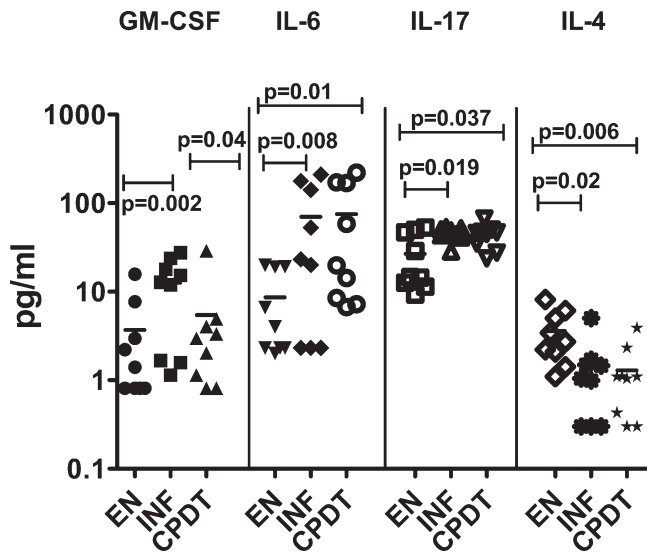 GM-CSF IL-6 IL-17 IL-4
p=0.01
p=0.037
p=0.006
p=0.04
p=0.008
p=0.019
p=0.02
p=0.002
pg/ml
1000
100
10
1
0.1
EN INF CPDT EN INF CPDT EN INF CPDT EN INF CPDT